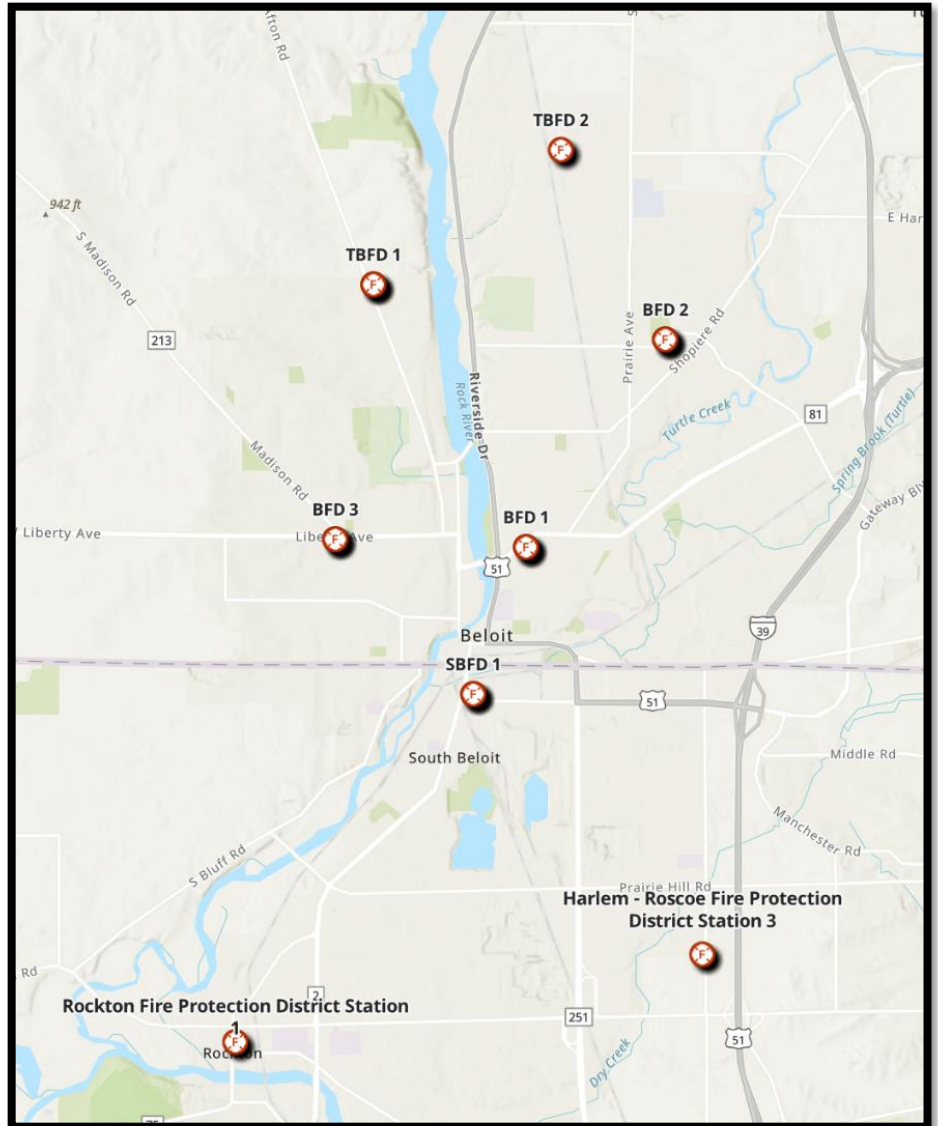 Afton Rd
TBFD 2
942 ft
S Madison Rd
TBFD 1
E Har
213
BFD 2
Prairie Ave
Shopiere Rd
Riverside Dr
Rock River
Turtle Creek
81
Spring Brook (Turtle)
Madison Rd
Gateway Blv
BFD 3
BFD 1
Liberty Ave
Libe Ave
51
Beloit
39
SBFD 1
51
South Beloit
Middle Rd
Manchester Rd
S Bluff Rd
Prairie Hill Rd
Harlem - Roscoe Fire Protection
District Station 3
Rd
2
Rockton Fire Protection District Station
1
251
51
Rockton
Dry Creek